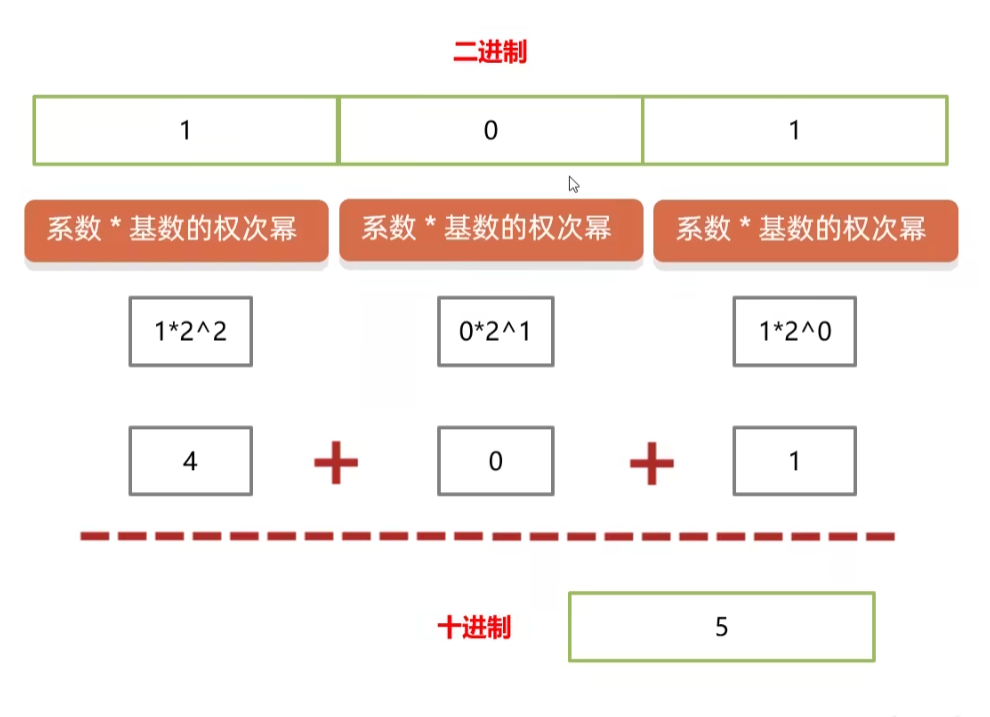 二进制
1 0 1
系数 * 基数的权次幂 系数 * 基数的权次幂 系数 * 基数的权次幂
1*2^2 0*2^1 1*2^0
4 + 0 + 1
十进制 5